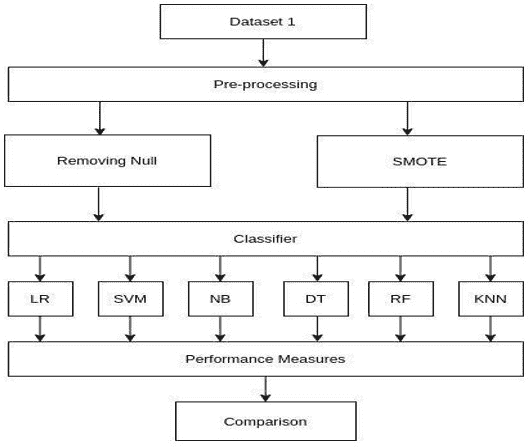 Dataset 1
Pre-processing
Removing Null
SMOTE
Classifier
LR
SVM
NB
DT
RF
KNN
Performance Measures
Comparison